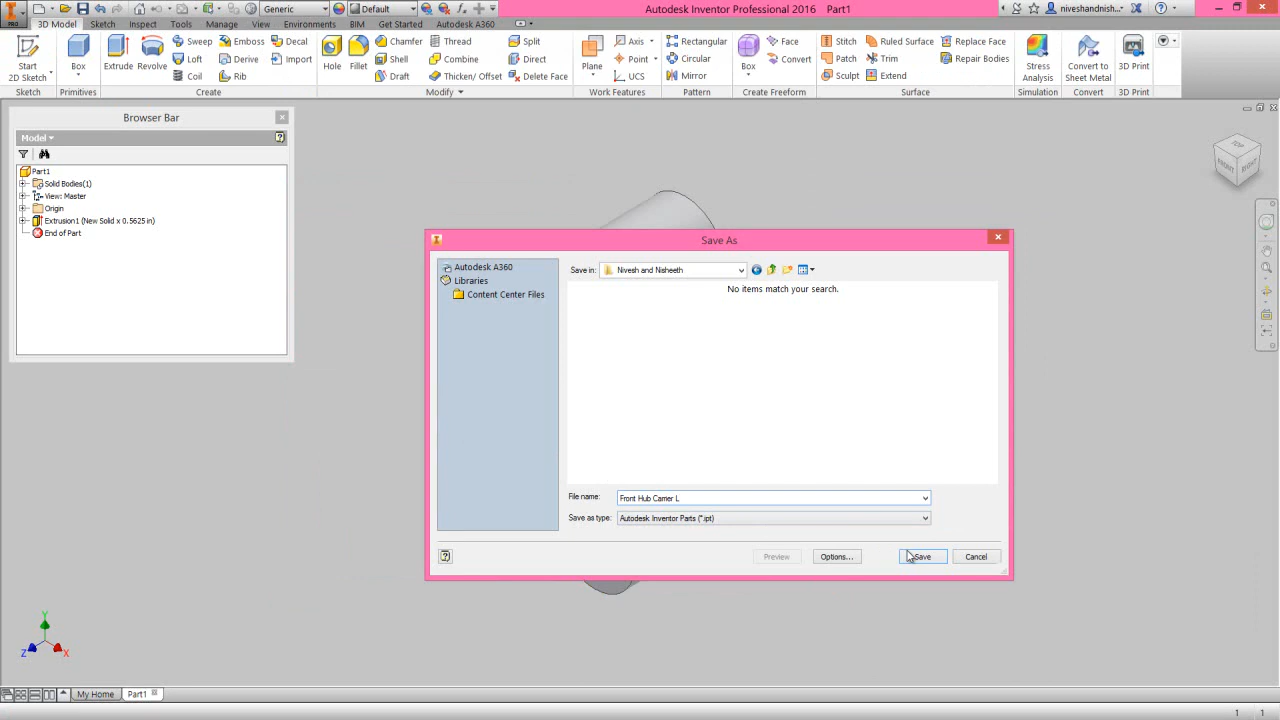 Generic
Default
Autodesk Inventor Professional 2016 Part1
niveshandnish...
PRO
3D Model Sketch Inspect Tools Manage View Environments BIM Get Started Autodesk A360
Start
2D Sketch
Sketch
Box
Primitives
Extrude
Revolve
Sweep
Loft
Coil
Emboss
Derive
Rib
Decal
Import
Create
Hole
Fillet
Chamfer
Shell
Draft
Thread
Combine
Thicken/ Offset
Split
Direct
Delete Face
Modify
Plane
Axis
Point
UCS
Work Features
Rectangular
Circular
Mirror
Pattern
Box
Face
Convert
Create Freeform
Stitch
Patch
Sculpt
Ruled Surface
Trim
Extend
Replace Face
Repair Bodies
Surface
Stress
Analysis
Simulation
Convert to
Sheet Metal
Convert
3D Print
3D Print
Browser Bar
Model
Part1
Solid Bodies(1)
View: Master
Origin
Extrusion1 (New Solid x 0.5625 in)
End of Part
TOP
FRONT
RIGHT
Save As
Autodesk A360
Libraries
Content Center Files
Save in: Nivesh and Nisheeth
No items match your search.
File name: Front Hub Carrier L
Save as type: Autodesk Inventor Parts (*.ipt)
Preview
Options...
Save
Cancel
Y
Z
X
My Home
Part1
1 1